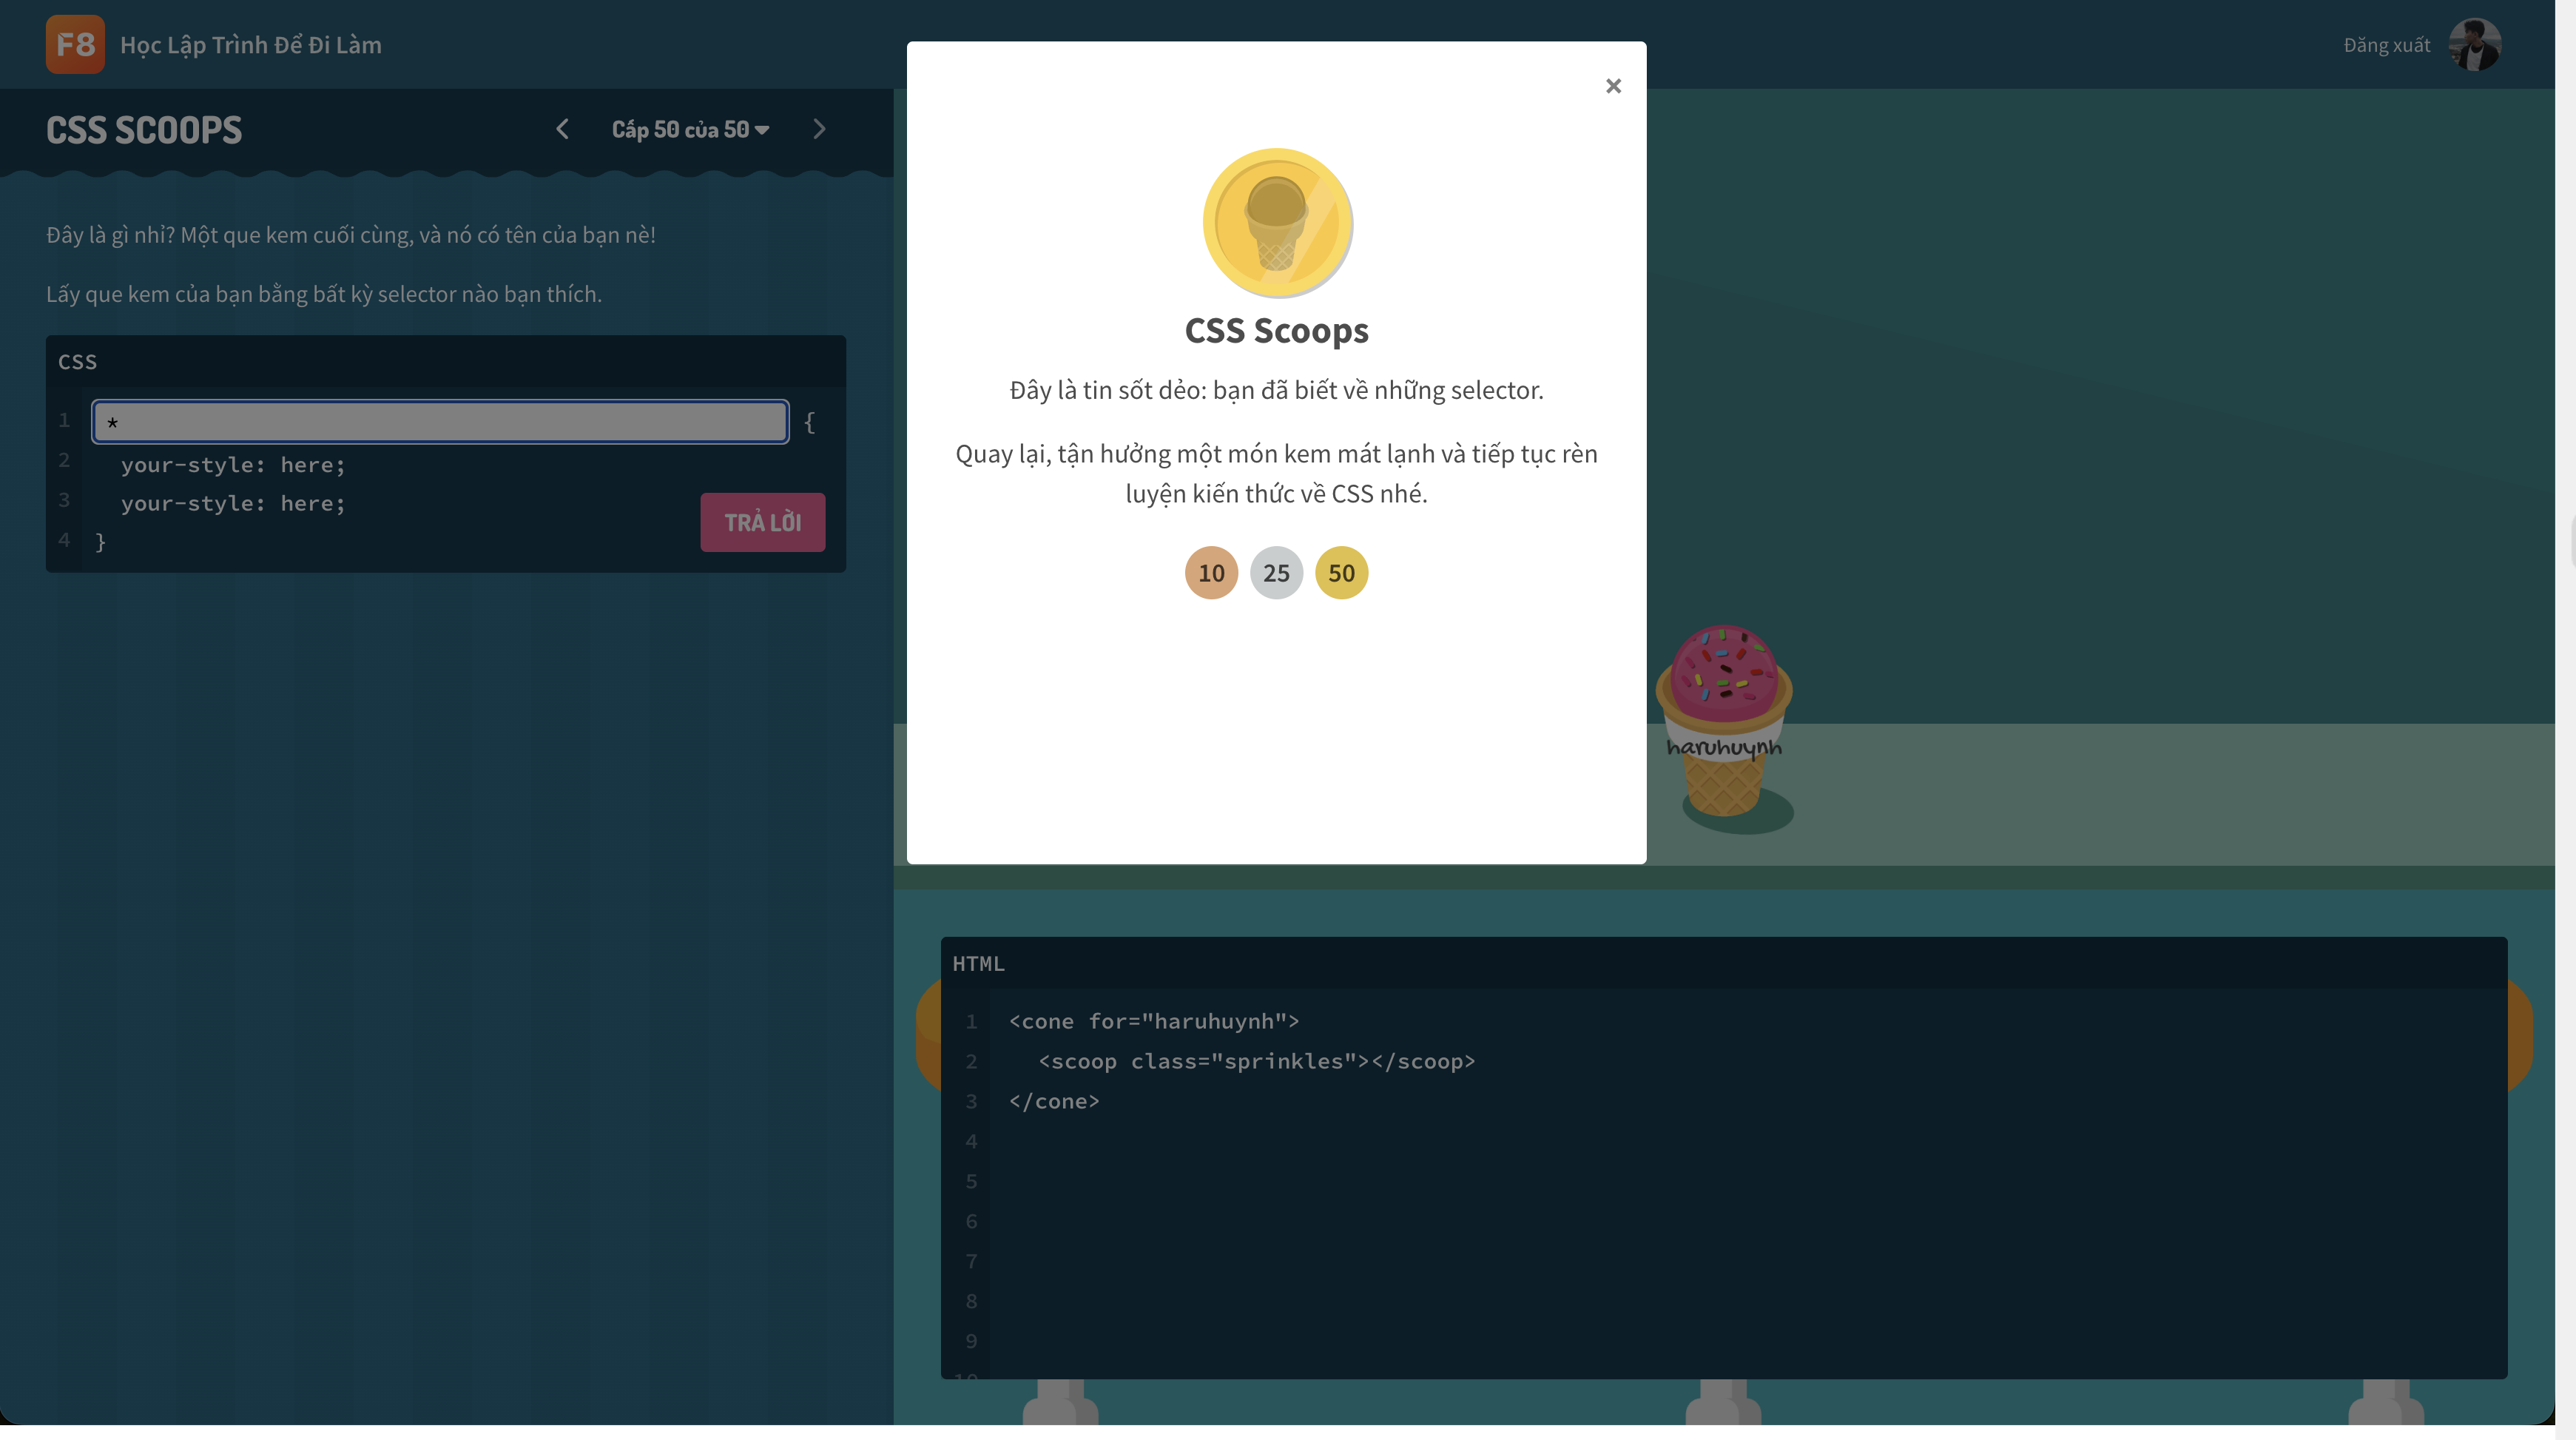 F8 Học Lập Trình Để Đi Làm
Đăng xuất
CSS SCOOPS
Cấp 50 của 50
Đây là gì nhỉ? Một que kem cuối cùng, và nó có tên của bạn nè!
Lấy que kem của bạn bằng bất kỳ selector nào bạn thích.
CSS
1 * {
2 your-style: here;
3 your-style: here;
4 }
TRẢ LỜI
×
CSS Scoops
Đây là tin sốt dẻo: bạn đã biết về những selector.
Quay lại, tận hưởng một món kem mát lạnh và tiếp tục rèn
luyện kiến thức về CSS nhé.
10 25 50
haruhuynh
HTML
1 <cone for="haruhuynh">
2 <scoop class="sprinkles"></scoop>
3 </cone>
4
5
6
7
8
9
10